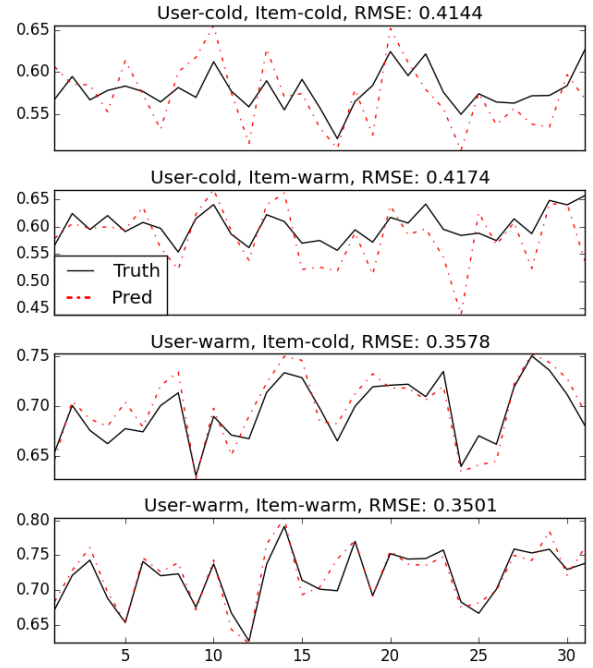 User-cold, Item-cold, RMSE: 0.4144
0.65
0.60
0.55
User-cold, Item-warm, RMSE: 0.4174
0.65
0.60
0.55
0.50
0.45
Truth
Pred
User-warm, Item-cold, RMSE: 0.3578
0.75
0.70
0.65
User-warm, Item-warm, RMSE: 0.3501
0.80
0.75
0.70
0.65
5 10 15 20 25 30